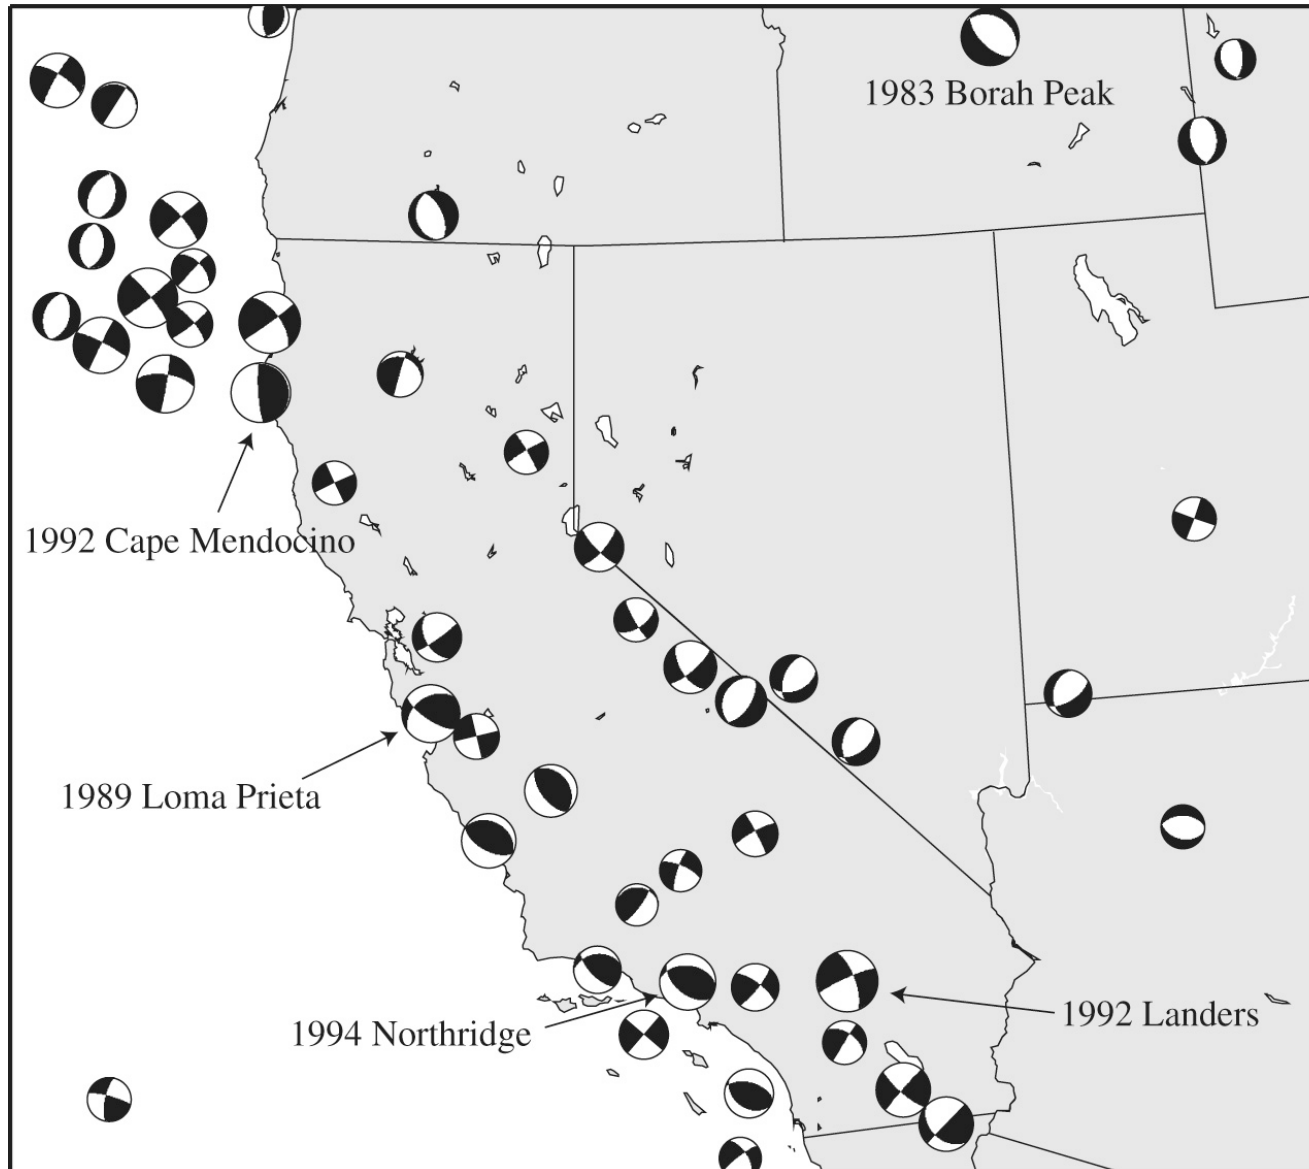 1983 Borah Peak
1992 Cape Mendocino
1989 Loma Prieta
1994 Northridge
1992 Landers